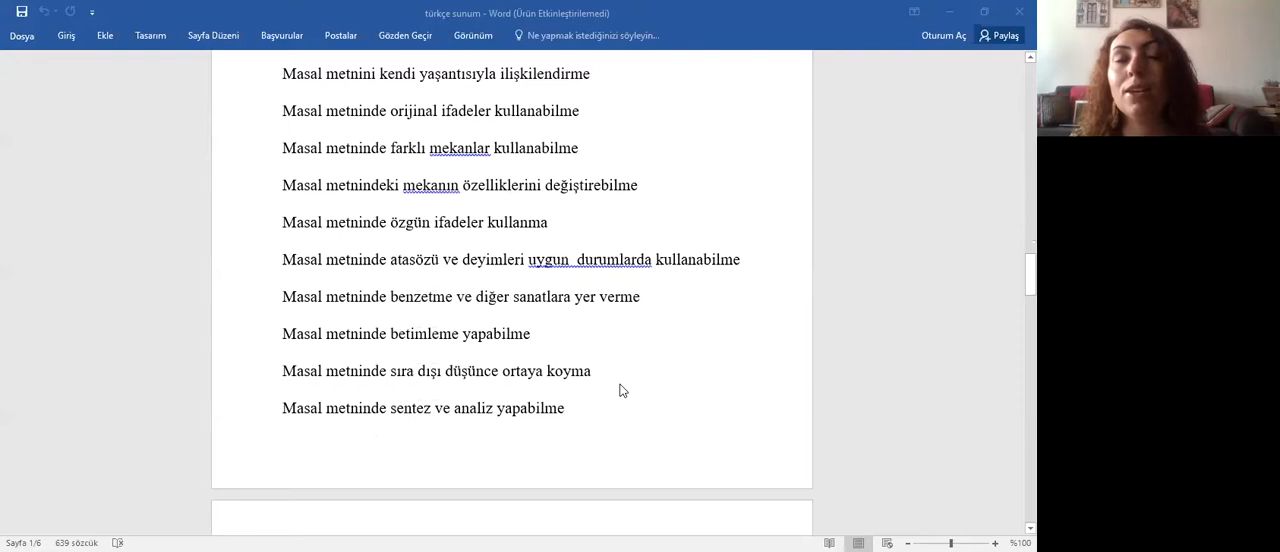 türkçe sunum - Word (Ürün Etkinleştirilemedi)
Dosya Giriş Ekle Tasarım Sayfa Düzeni Başvurular Postalar Gözden Geçir Görünüm Ne yapmak istediğinizi söyleyin... Oturum Aç Paylaş
Masal metnini kendi yaşantısıyla ilişkilendirme
Masal metninde orijinal ifadeler kullanabilme
Masal metninde farklı mekanlar kullanabilme
Masal metnindeki mekanın özelliklerini değiştirebilme
Masal metninde özgün ifadeler kullanma
Masal metninde atasözü ve deyimleri uygun  durumlarda kullanabilme
Masal metninde benzetme ve diğer sanatlara yer verme
Masal metninde betimleme yapabilme
Masal metninde sıra dışı düşünce ortaya koyma
Masal metninde sentez ve analiz yapabilme
Sayfa 1/6 639 sözcük %100